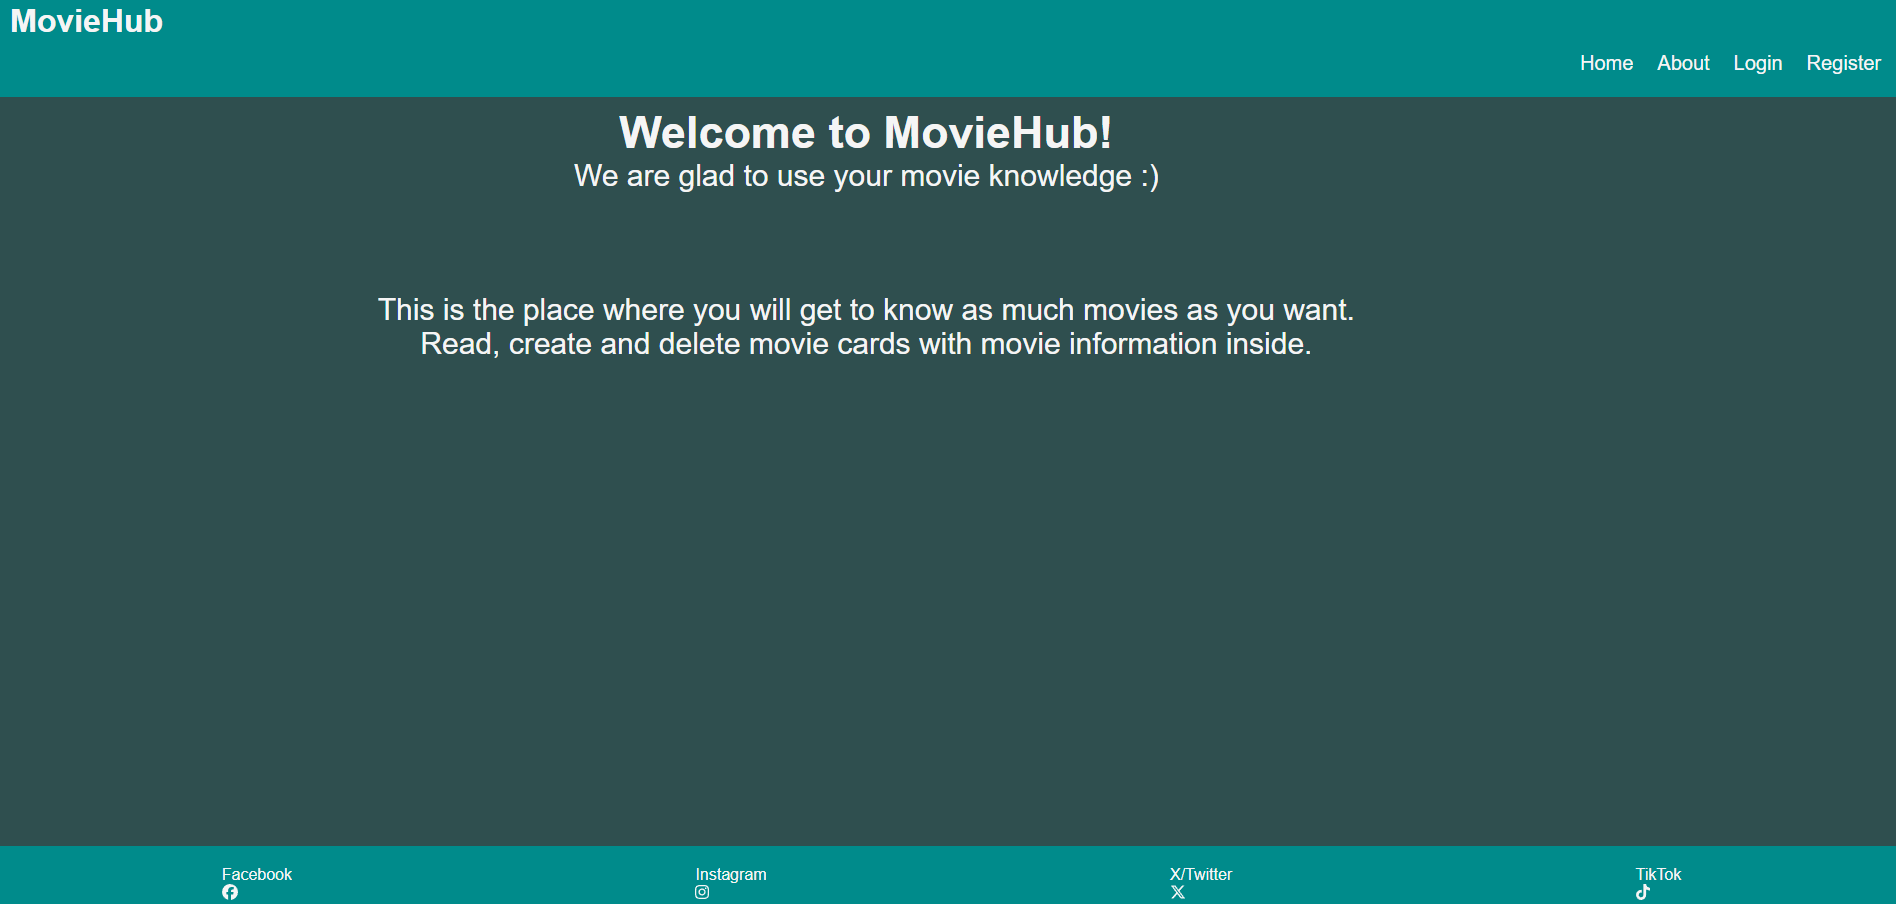 MovieHub
Home About Login Register
Welcome to MovieHub!
We are glad to use your movie knowledge :)
This is the place where you will get to know as much movies as you want.
Read, create and delete movie cards with movie information inside.
Facebook Instagram X/Twitter TikTok